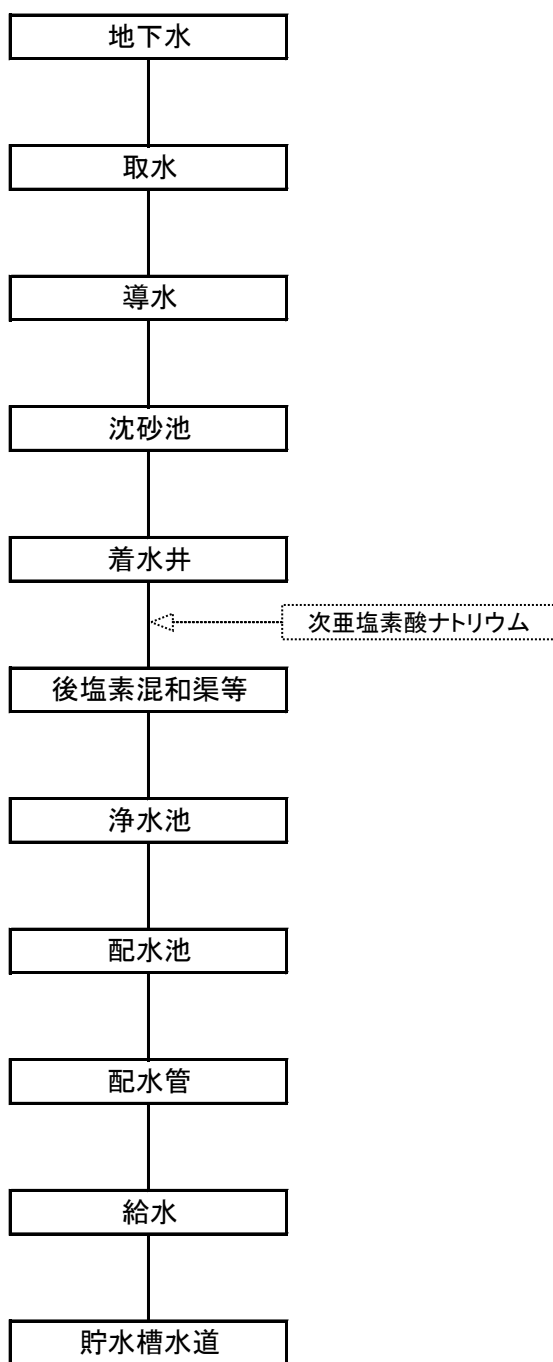 地下水
取水
導水
沈砂池
着水井
次亜塩素酸ナトリウム
後塩素混和渠等
浄水池
配水池
配水管
給水
貯水槽水道